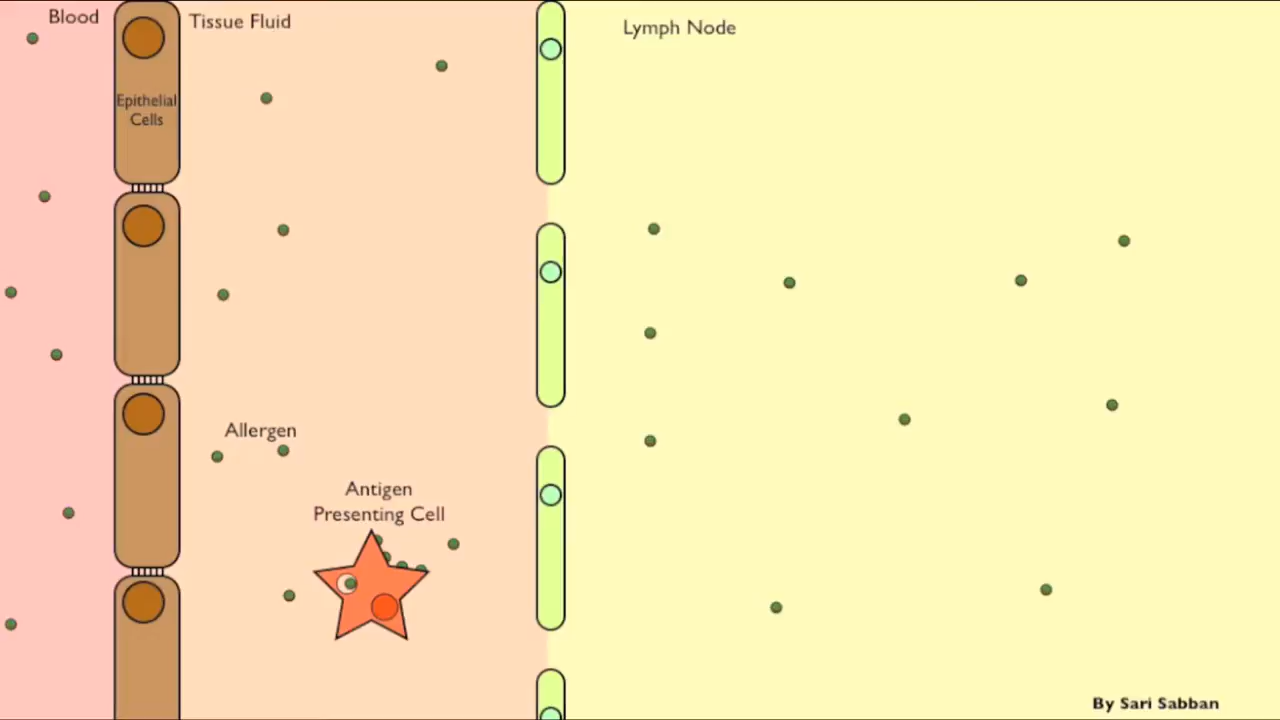 Blood
Tissue Fluid
Lymph Node
Epithelial
Cells
Allergen
Antigen
Presenting Cell
By Sari Sabban